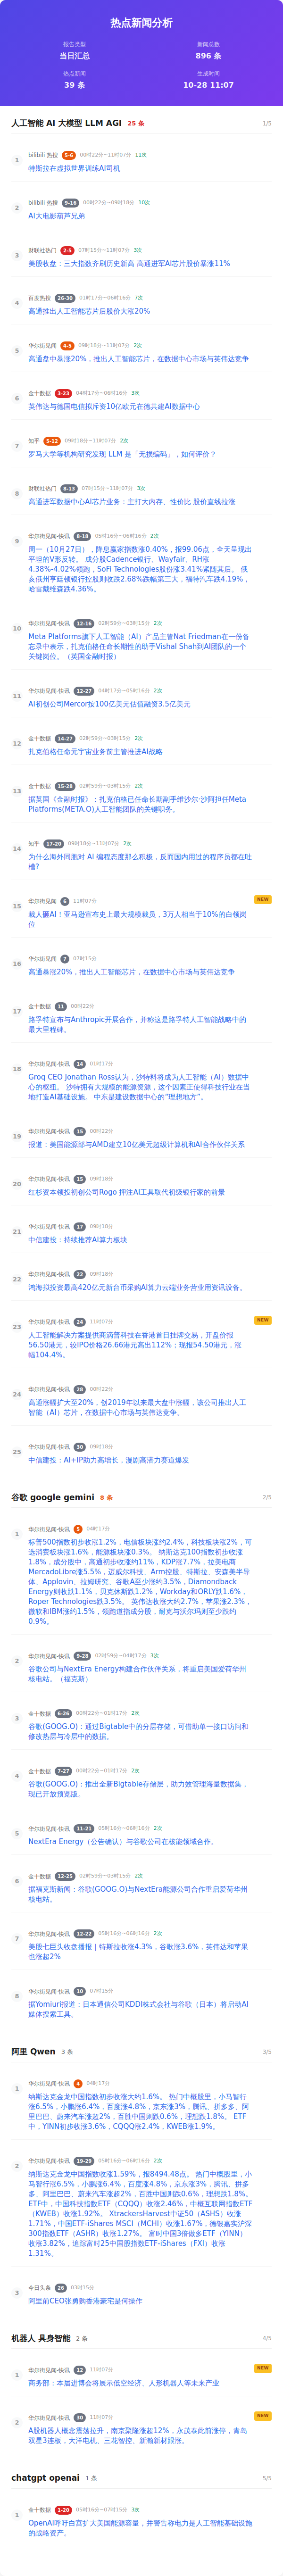 热点新闻分析
报告类型
当日汇总
新闻总数
896 条
热点新闻
39 条
生成时间
10-28 11:07
人工智能 AI 大模型 LLM AGI 25 条 1/5
1
bilibili 热搜 5-6 00时22分~11时07分 11次
特斯拉在虚拟世界训练AI司机
2
bilibili 热搜 9-16 00时22分~09时18分 10次
AI大电影葫芦兄弟
3
财联社热门 2-5 07时15分~11时07分 3次
美股收盘：三大指数齐刷历史新高 高通进军AI芯片股价暴涨11%
4
百度热搜 26-30 01时17分~06时16分 7次
高通推出人工智能芯片后股价大涨20%
5
华尔街见闻 4-5 09时18分~11时07分 2次
高通盘中暴涨20%，推出人工智能芯片，在数据中心市场与英伟达竞争
6
金十数据 3-23 04时17分~06时16分 3次
英伟达与德国电信拟斥资10亿欧元在德共建AI数据中心
7
知乎 5-12 09时18分~11时07分 2次
罗马大学等机构研究发现 LLM 是「无损编码」，如何评价？
8
财联社热门 8-13 07时15分~11时07分 3次
高通进军数据中心AI芯片业务：主打大内存、性价比 股价直线拉涨
9
华尔街见闻-快讯 8-18 05时16分~06时16分 2次
周一（10月27日），降息赢家指数涨0.40%，报99.06点，全天呈现出
平坦的V形反转。 成分股Cadence银行、Wayfair、RH涨
4.38%-4.02%领跑，SoFi Technologies股份涨3.41%紧随其后。 俄
亥俄州亨廷顿银行控股则收跌2.68%跌幅第三大，福特汽车跌4.19%，
哈雷戴维森跌4.36%。
10
华尔街见闻-快讯 12-16 02时59分~03时15分 2次
Meta Platforms旗下人工智能（AI）产品主管Nat Friedman在一份备
忘录中表示，扎克伯格任命他的助手Vishal Shah到AI团队的一个
关键岗位。（英国金融时报）
11
华尔街见闻-快讯 12-27 04时17分~05时16分 2次
AI初创公司Mercor按100亿美元估值融资3.5亿美元
12
金十数据 14-27 02时59分~03时15分 2次
扎克伯格任命元宇宙业务前主管推进AI战略
13
金十数据 15-28 02时59分~03时15分 2次
据英国《金融时报》：扎克伯格已任命长期副手维沙尔·沙阿担任Meta
Platforms(META.O)人工智能团队的关键职务。
14
知乎 17-20 09时18分~11时07分 2次
为什么海外同胞对 AI 编程态度那么积极，反而国内用过的程序员都在吐
槽?
15
华尔街见闻 6 11时07分 NEW
裁人砸AI！亚马逊宣布史上最大规模裁员，3万人相当于10%的白领岗
位
16
华尔街见闻 7 07时15分
高通暴涨20%，推出人工智能芯片，在数据中心市场与英伟达竞争
17
金十数据 11 00时22分
路孚特宣布与Anthropic开展合作，并称这是路孚特人工智能战略中的
最大里程碑。
18
华尔街见闻-快讯 14 01时17分
Groq CEO Jonathan Ross认为，沙特料将成为人工智能（AI）数据中
心的枢纽。 沙特拥有大规模的能源资源，这个因素正使得科技行业在当
地打造AI基础设施。 中东是建设数据中心的“理想地方”。
19
华尔街见闻-快讯 15 00时22分
报道：美国能源部与AMD建立10亿美元超级计算机和AI合作伙伴关系
20
华尔街见闻-快讯 15 09时18分
红杉资本领投初创公司Rogo 押注AI工具取代初级银行家的前景
21
华尔街见闻-快讯 17 09时18分
中信建投：持续推荐AI算力板块
22
华尔街见闻-快讯 22 09时18分
鸿海拟投资最高420亿元新台币采购AI算力云端业务营业用资讯设备。
23
华尔街见闻-快讯 24 11时07分 NEW
人工智能解决方案提供商滴普科技在香港首日挂牌交易，开盘价报
56.50港元，较IPO价格26.66港元高出112%；现报54.50港元，涨
幅104.4%。
24
华尔街见闻-快讯 28 00时22分
高通涨幅扩大至20%，创2019年以来最大盘中涨幅，该公司推出人工
智能（AI）芯片，在数据中心市场与英伟达竞争。
25
华尔街见闻-快讯 30 09时18分
中信建投：AI+IP助力高增长，漫剧高潜力赛道爆发
谷歌 google gemini 8 条 2/5
1
华尔街见闻-快讯 5 04时17分
标普500指数初步收涨1.2%，电信板块涨约2.4%，科技板块涨2%，可
选消费板块涨1.6%，能源板块涨0.3%。 纳斯达克100指数初步收涨
1.8%，成分股中，高通初步收涨约11%，KDP涨7.7%，拉美电商
MercadoLibre涨5.5%，迈威尔科技、Arm控股、特斯拉、安森美半导
体、Applovin、拉姆研究、谷歌A至少涨约3.5%，Diamondback
Energy则收跌1.1%，贝克休斯跌1.2%，Workday和ORLY跌1.6%，
Roper Technologies跌3.5%。 英伟达收涨大约2.7%，苹果涨2.3%，
微软和IBM涨约1.5%，领跑道指成分股，耐克与沃尔玛则至少跌约
0.9%。
2
华尔街见闻-快讯 9-28 02时59分~04时17分 3次
谷歌公司与NextEra Energy构建合作伙伴关系，将重启美国爱荷华州
核电站。（福克斯）
3
金十数据 6-26 00时22分~01时17分 2次
谷歌(GOOG.O)：通过Bigtable中的分层存储，可借助单一接口访问和
修改热层与冷层中的数据。
4
金十数据 7-27 00时22分~01时17分 2次
谷歌(GOOG.O)：推出全新Bigtable存储层，助力效管理海量数据集，
现已开放预览版。
5
华尔街见闻-快讯 11-21 05时16分~06时16分 2次
NextEra Energy（公告确认）与谷歌公司在核能领域合作。
6
金十数据 12-25 02时59分~03时15分 2次
据福克斯新闻：谷歌(GOOG.O)与NextEra能源公司合作重启爱荷华州
核电站。
7
华尔街见闻-快讯 12-22 05时16分~06时16分 2次
美股七巨头收盘播报｜特斯拉收涨4.3%，谷歌涨3.6%，英伟达和苹果
也涨超2%
8
华尔街见闻-快讯 10 07时15分
据Yomiuri报道：日本通信公司KDDI株式会社与谷歌（日本）将启动AI
媒体搜索工具。
阿里 Qwen 3 条 3/5
1
华尔街见闻-快讯 4 04时17分
纳斯达克金龙中国指数初步收涨大约1.6%。 热门中概股里，小马智行
涨6.5%，小鹏涨6.4%，百度涨4.8%，京东涨3%，腾讯、拼多多、阿
里巴巴、蔚来汽车涨超2%，百胜中国则跌0.6%，理想跌1.8%。 ETF
中，YINN初步收涨3.6%，CQQQ涨2.4%，KWEB涨1.9%。
2
华尔街见闻-快讯 19-29 05时16分~06时16分 2次
纳斯达克金龙中国指数收涨1.59%，报8494.48点。 热门中概股里，小
马智行涨6.5%，小鹏涨6.4%，百度涨4.8%，京东涨3%，腾讯、拼多
多、阿里巴巴、蔚来汽车涨超2%，百胜中国则跌0.6%，理想跌1.8%。
ETF中，中国科技指数ETF（CQQQ）收涨2.46%，中概互联网指数ETF
（KWEB）收涨1.92%。 XtrackersHarvest中证50（ASHS）收涨
1.71%，中国ETF-iShares MSCI（MCHI）收涨1.67%，德银嘉实沪深
300指数ETF（ASHR）收涨1.27%。 富时中国3倍做多ETF（YINN）
收涨3.82%，追踪富时25中国股指数ETF-iShares（FXI）收涨
1.31%。
3
今日头条 26 03时15分
阿里前CEO张勇购香港豪宅是何操作
机器人 具身智能 2 条 4/5
1
华尔街见闻-快讯 12 11时07分 NEW
商务部：本届进博会将展示低空经济、人形机器人等未来产业
2
华尔街见闻-快讯 30 11时07分 NEW
A股机器人概念震荡拉升，南京聚隆涨超12%，永茂泰此前涨停，青岛
双星3连板，大洋电机、三花智控、新瀚新材跟涨。
chatgpt openai 1 条 5/5
1
金十数据 1-20 05时16分~07时15分 3次
OpenAI呼吁白宫扩大美国能源容量，并警告称电力是人工智能基础设施
的战略资产。